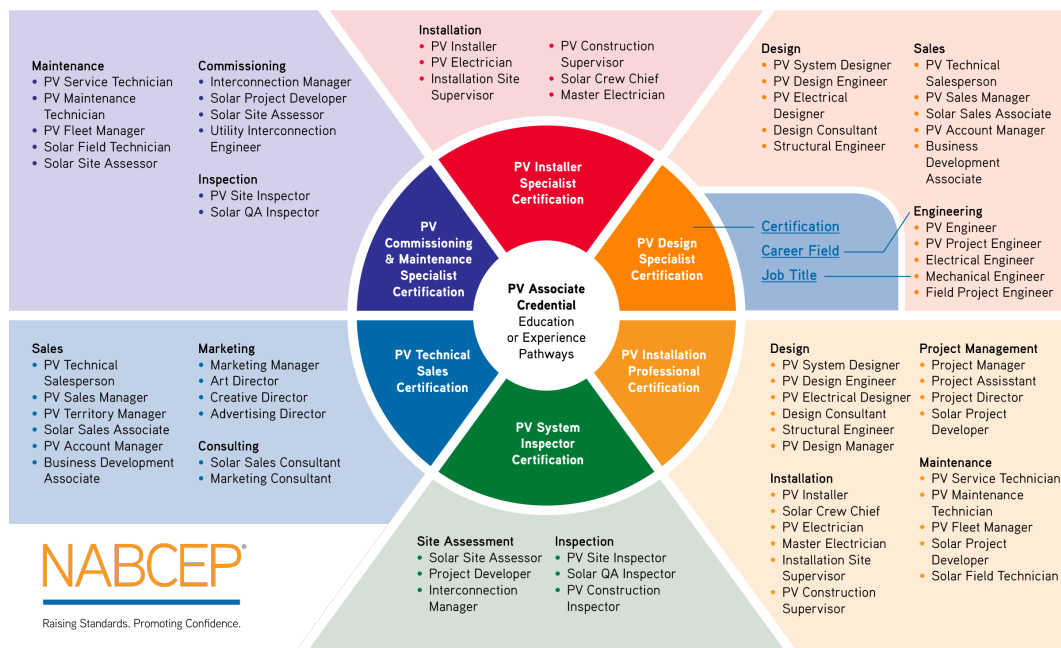 Maintenance
• PV Service Technician
• PV Maintenance
Technician
• PV Fleet Manager
• Solar Field Technician
• Solar Site Assessor
Commissioning
• Interconnection Manager
• Solar Project Developer
• Solar Site Assessor
• Utility Interconnection
Engineer
Inspection
• PV Site Inspector
• Solar QA Inspector
Installation
• PV Installer
• PV Electrician
• Installation Site
Supervisor
• PV Construction
Supervisor
• Solar Crew Chief
• Master Electrician
Design
• PV System Designer
• PV Design Engineer
• PV Electrical
Designer
• Design Consultant
• Structural Engineer
Sales
• PV Technical
Salesperson
• PV Sales Manager
• Solar Sales Associate
• PV Account Manager
• Business
Development
Associate
Engineering
• PV Engineer
• PV Project Engineer
• Electrical Engineer
• Mechanical Engineer
• Field Project Engineer
Certification
Career Field
Job Title
PV Installer
Specialist
Certification
PV
Commissioning
& Maintenance
Specialist
Certification
PV Design
Specialist
Certification
PV Associate
Credential
Education
or Experience
Pathways
PV Technical
Sales
Certification
PV Installation
Professional
Certification
PV System
Inspector
Certification
Sales
• PV Technical
Salesperson
• PV Sales Manager
• PV Territory Manager
• Solar Sales Associate
• PV Account Manager
• Business Development
Associate
Marketing
• Marketing Manager
• Art Director
• Creative Director
• Advertising Director
Consulting
• Solar Sales Consultant
• Marketing Consultant
Design
• PV System Designer
• PV Design Engineer
• PV Electrical Designer
• Design Consultant
• Structural Engineer
• PV Design Manager
Installation
• PV Installer
• Solar Crew Chief
• PV Electrician
• Master Electrician
• Installation Site
Supervisor
• PV Construction
Supervisor
Project Management
• Project Manager
• Project Assisstant
• Project Director
• Solar Project
Developer
Maintenance
• PV Service Technician
• PV Maintenance
Technician
• PV Fleet Manager
• Solar Project
Developer
• Solar Field Technician
Site Assessment
• Solar Site Assessor
• Project Developer
• Interconnection
Manager
Inspection
• PV Site Inspector
• Solar QA Inspector
• PV Construction
Inspector
NABCEP®
Raising Standards. Promoting Confidence.